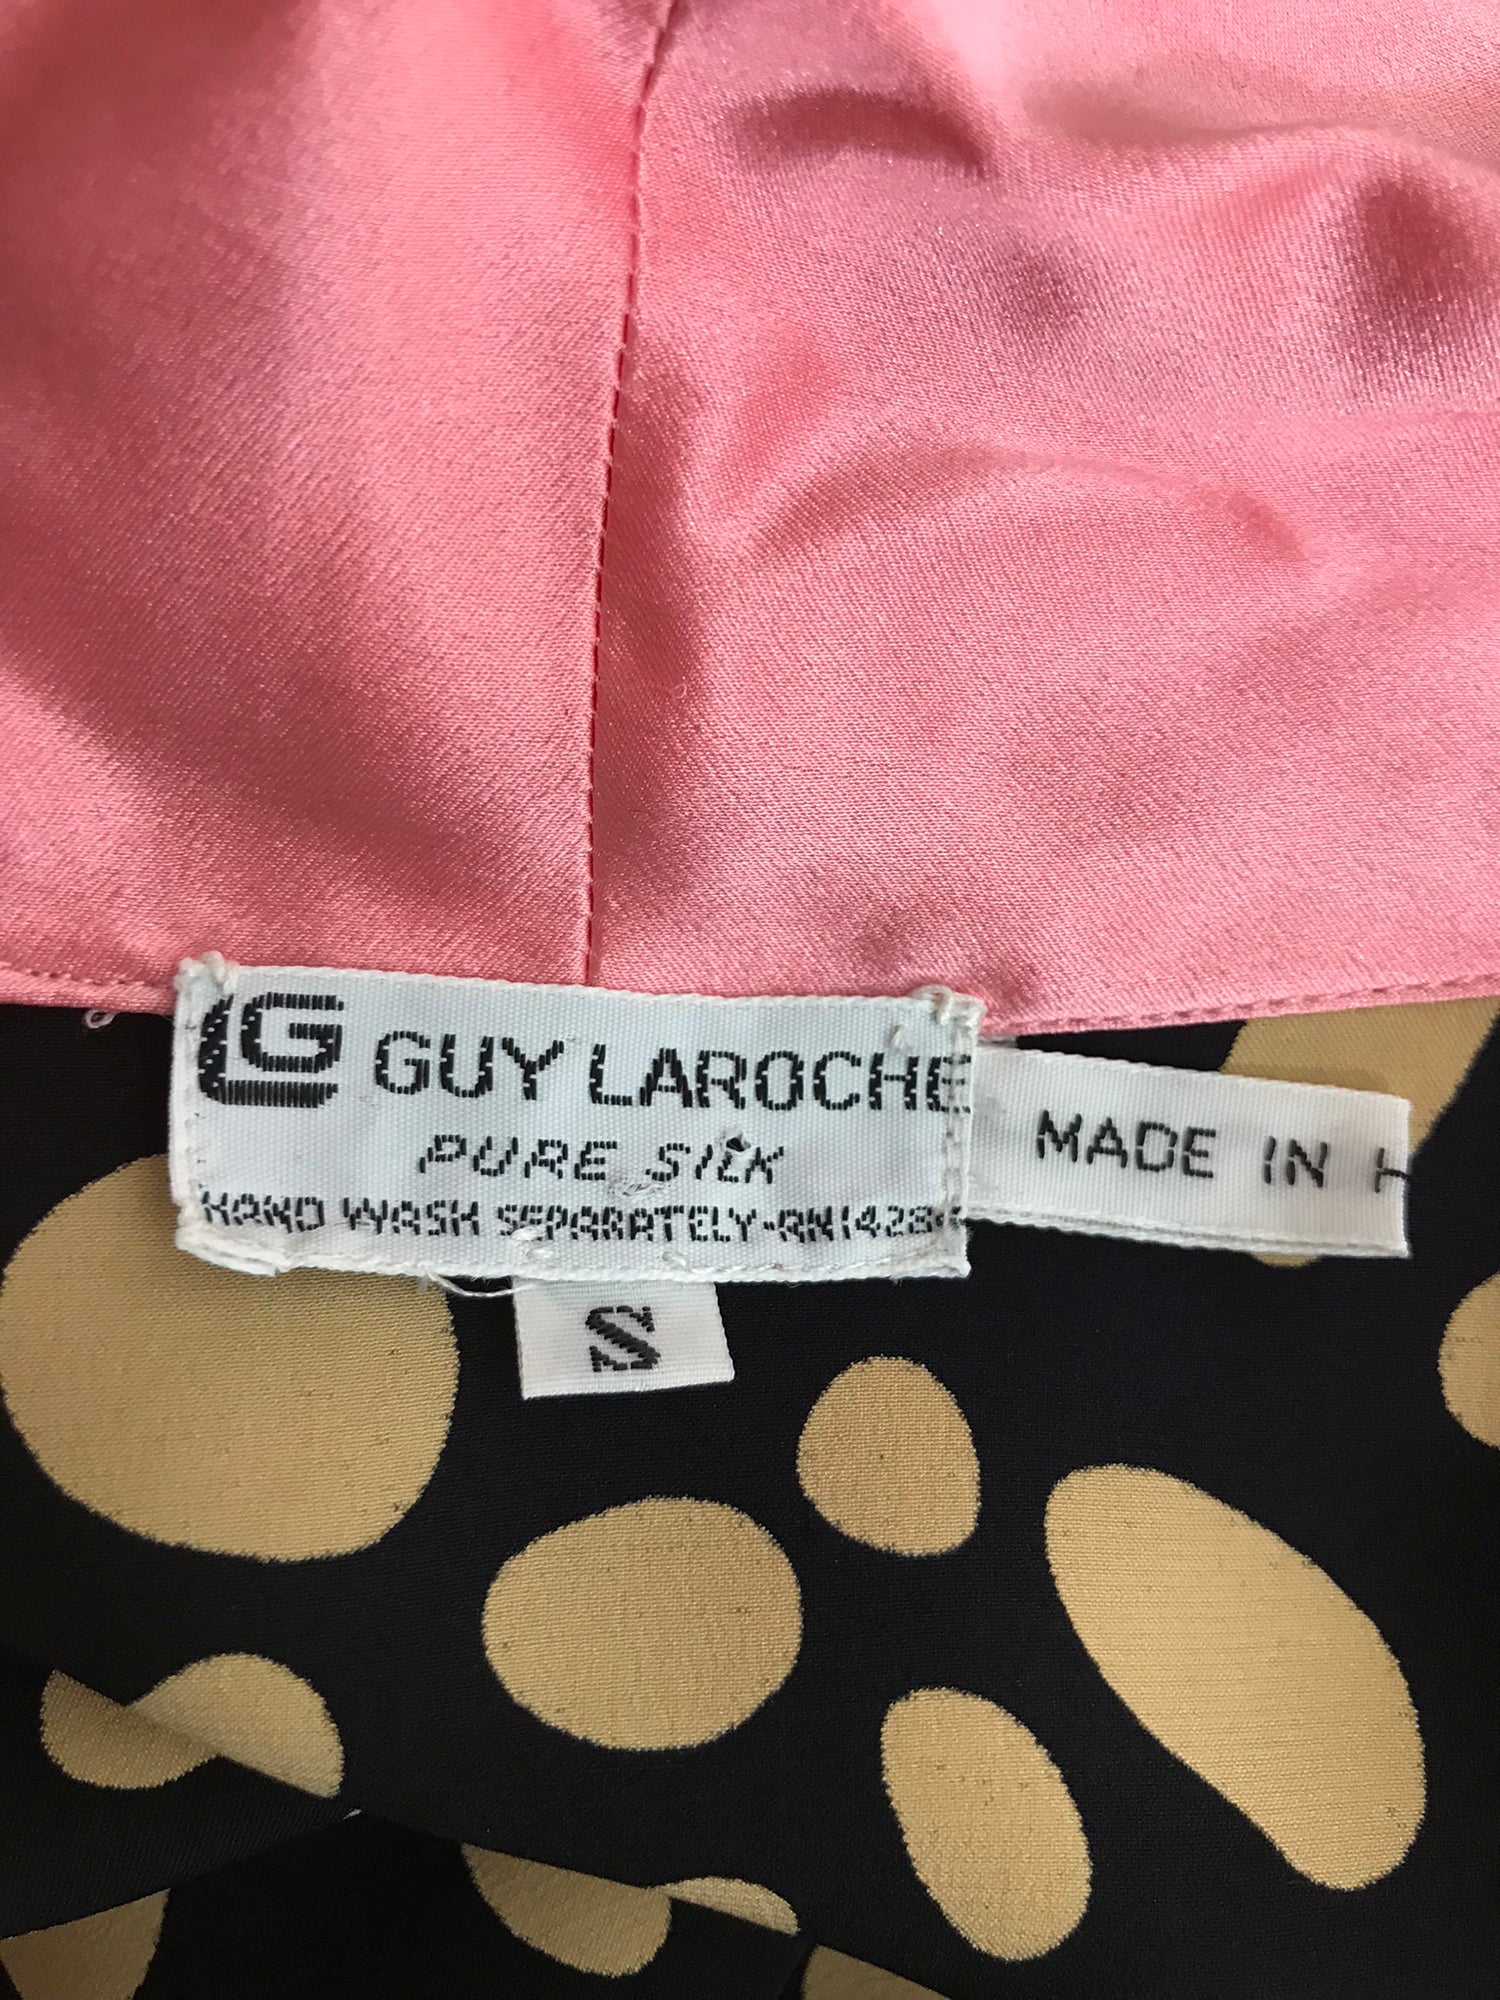 LG GUY LAROCHE
PURE SILK
HAND WASH SEPARATELY-RN1428
MADE IN H
S